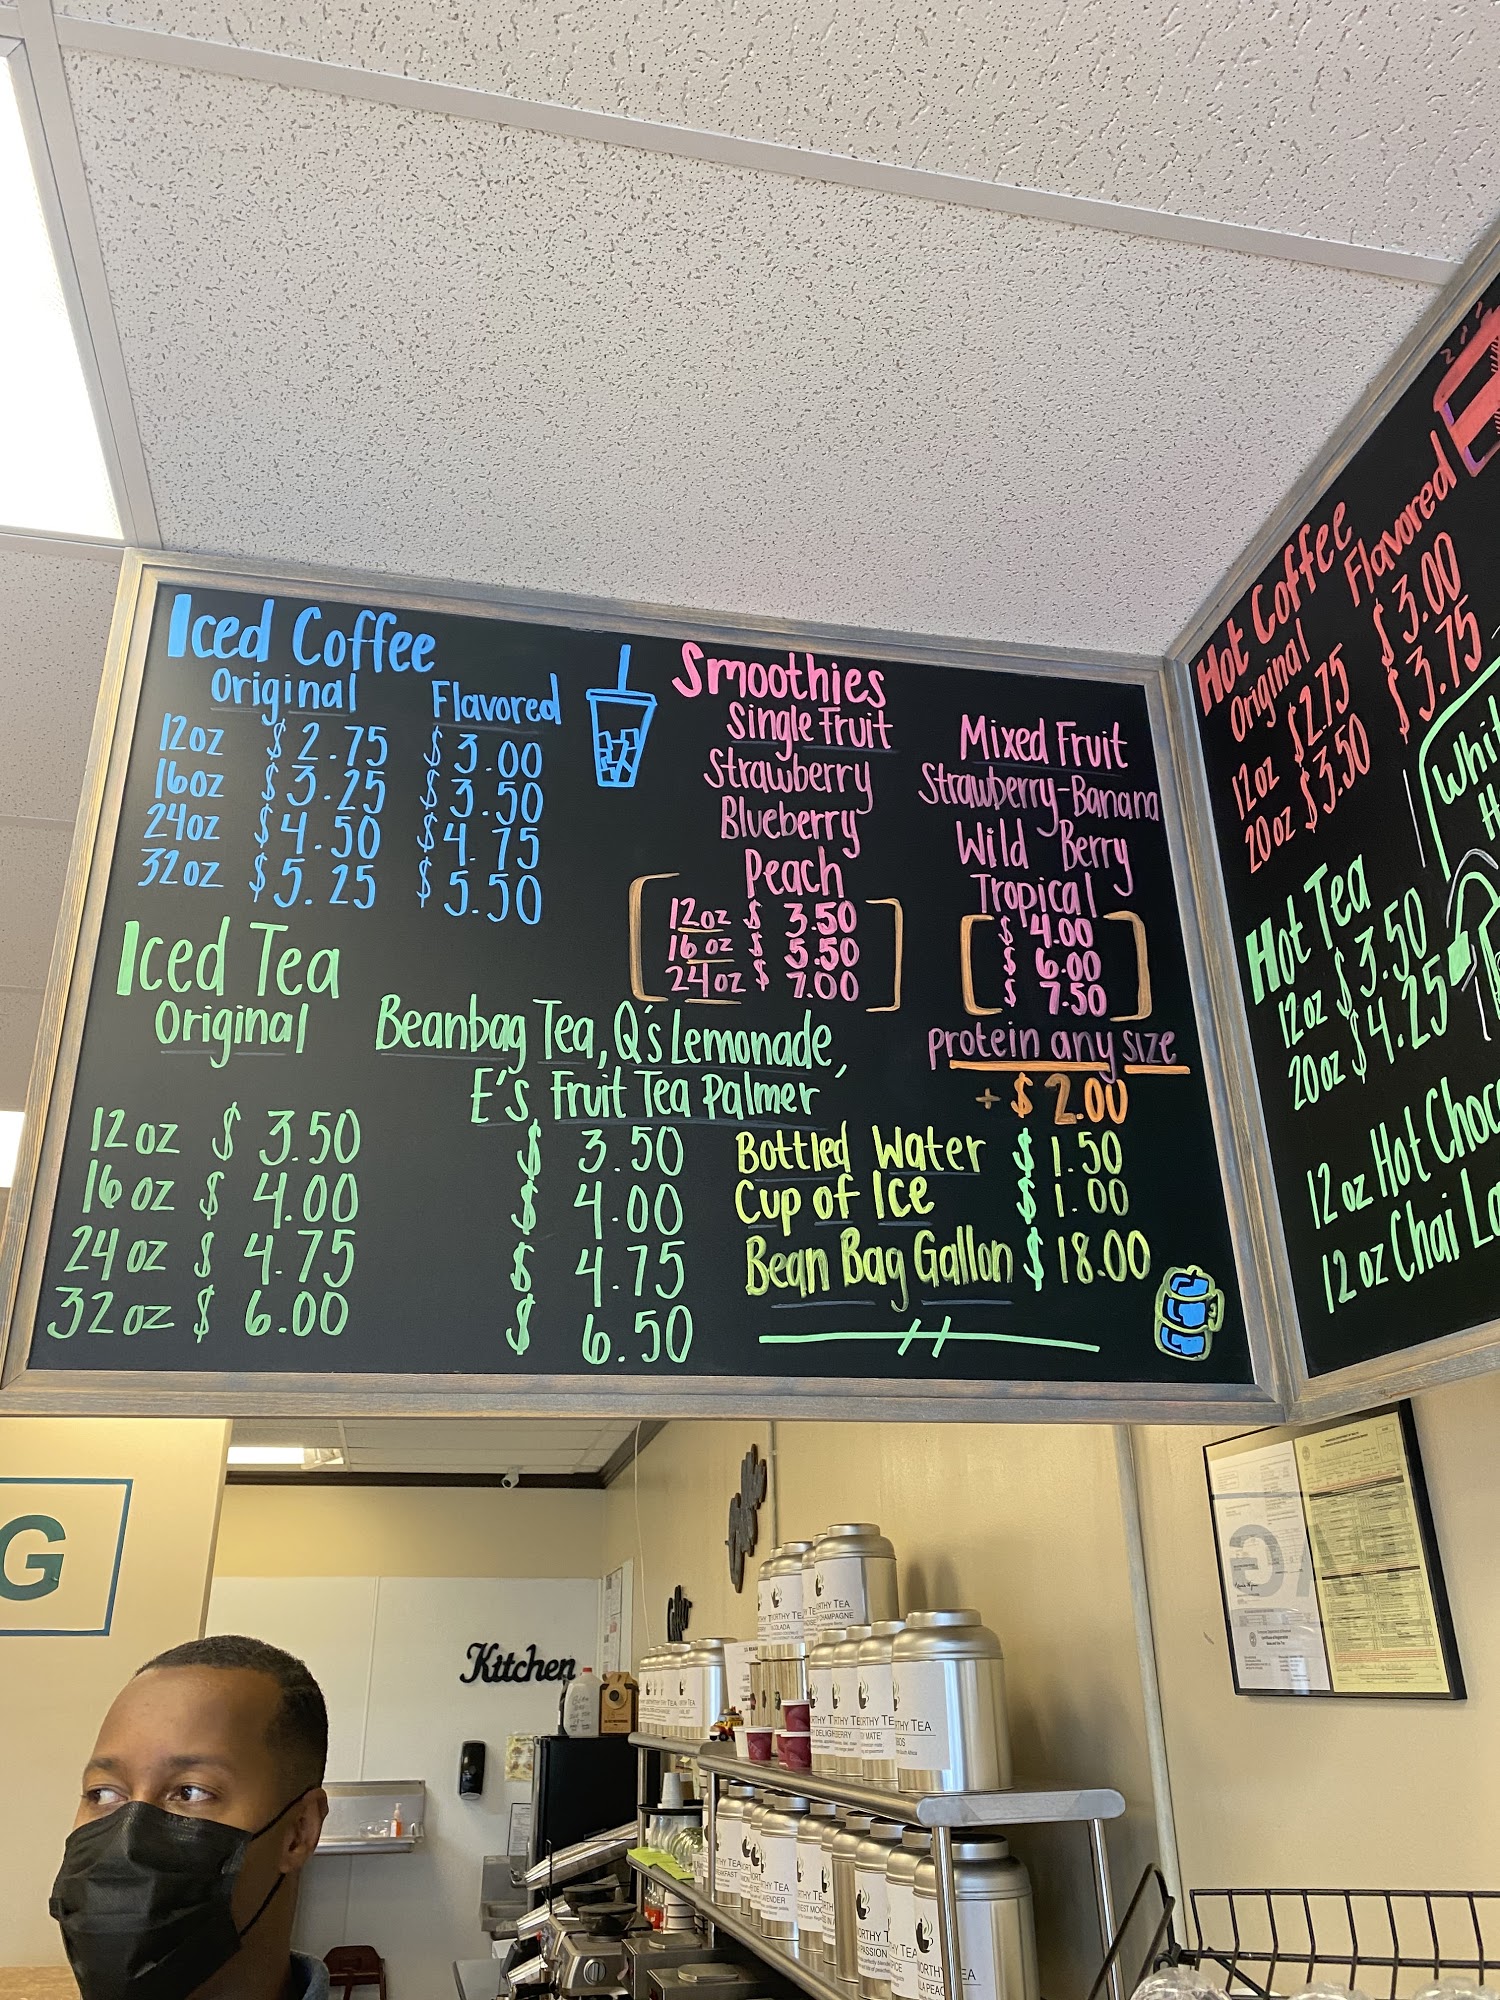 Iced Coffee
Original Flavored
12oz $2.75 $3.00
16oz $3.25 $3.50
24oz $4.50 $4.75
32oz $5.25 $5.50
Iced Tea
Original
12oz $3.50
16oz $4.00
24oz $4.75
32oz $6.00
Beanbag Tea, Q's Lemonade,
E's Fruit Tea Palmer
$3.50
$4.00
$4.75
$6.50
Smoothies
Single Fruit
Strawberry
Blueberry
Peach
12oz $3.50
16oz $5.50
24oz $7.00
Mixed Fruit
Strawberry-Banana
Wild Berry
Tropical
$4.00
$6.00
$7.50
protein any size
+ $2.00
Bottled Water $1.50
Cup of Ice $1.00
Bean Bag Gallon $18.00
Hot Coffee
Original Flavored
12oz $2.75 $3.00
20oz $3.50 $3.75
Hot Tea
12oz $3.50
20oz $4.25
12oz Hot
12oz Chai
G
Kitchen